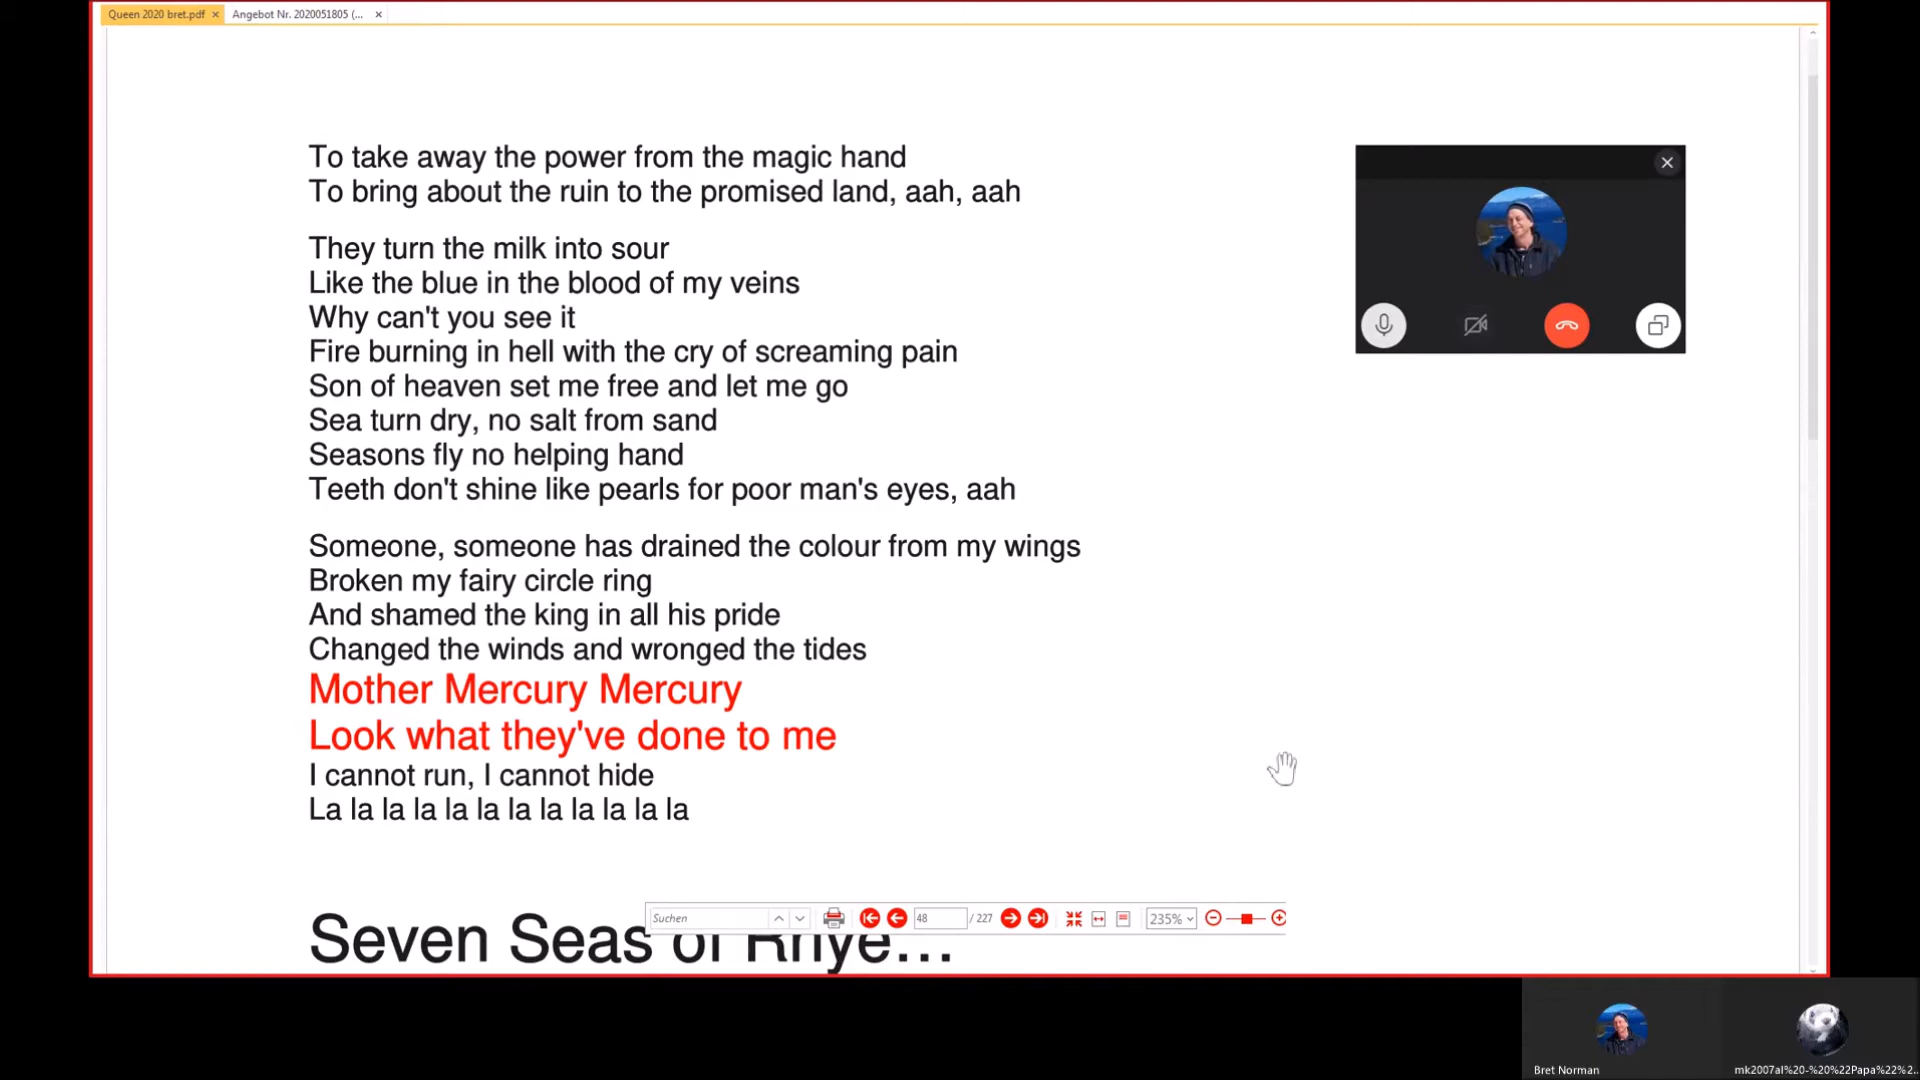 Queen 2020 bret.pdf
Angebot Nr. 2020051805 (...
To take away the power from the magic hand
To bring about the ruin to the promised land, aah, aah
They turn the milk into sour
Like the blue in the blood of my veins
Why can't you see it
Fire burning in hell with the cry of screaming pain
Son of heaven set me free and let me go
Sea turn dry, no salt from sand
Seasons fly no helping hand
Teeth don't shine like pearls for poor man's eyes, aah
Someone, someone has drained the colour from my wings
Broken my fairy circle ring
And shamed the king in all his pride
Changed the winds and wronged the tides
Mother Mercury Mercury
Look what they've done to me
I cannot run, I cannot hide
La la la la la la la la la la la la
Suchen
48 / 227
235%
Seven Seas of Rhye...
Bret Norman
mk2007al%20-%20%22Papa%22%2...